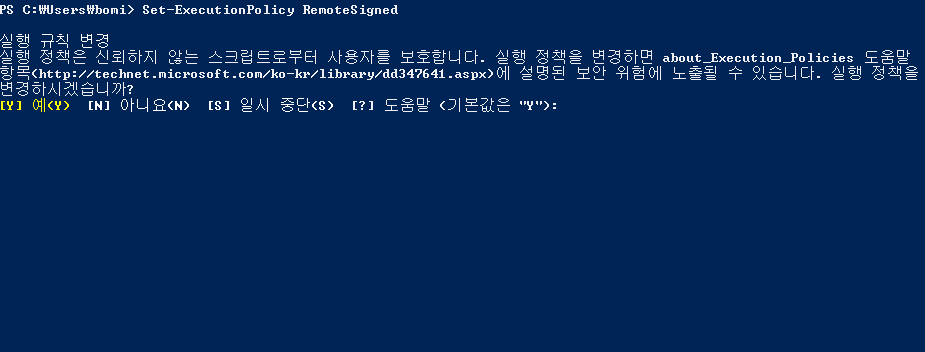 PS C:₩Users₩bomi> Set-ExecutionPolicy RemoteSigned
실행 규칙 변경
실행 정책은 신뢰하지 않는 스크립트로부터 사용자를 보호합니다. 실행 정책을 변경하면 about_Execution_Policies 도움말
항목(http://technet.microsoft.com/ko-kr/library/dd347641.aspx)에 설명된 보안 위험에 노출될 수 있습니다. 실행 정책을
변경하시겠습니까?
[Y] 예(Y)  [N] 아니요(N)  [S] 일시 중단(S)  [?] 도움말 (기본값은 "Y"):